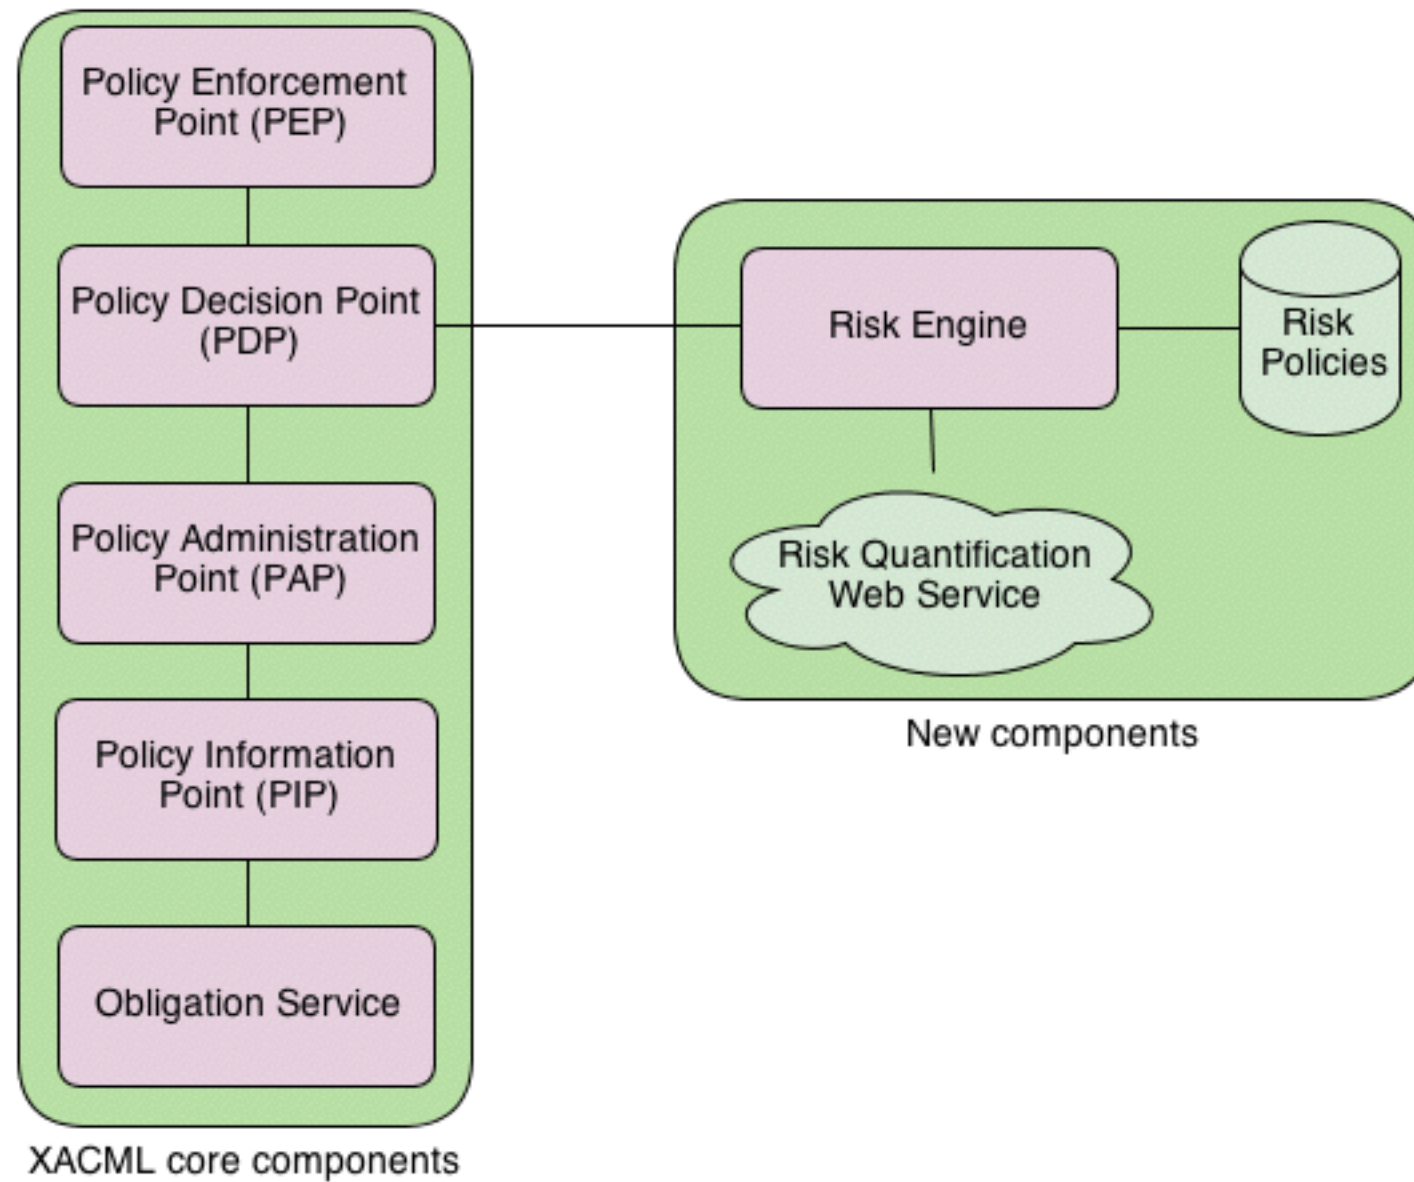 Policy Enforcement
Point (PEP)
Policy Decision Point
(PDP)
Policy Administration
Point (PAP)
Policy Information
Point (PIP)
Obligation Service
XACML core components
Risk Engine
Risk
Policies
Risk Quantification
Web Service
New components